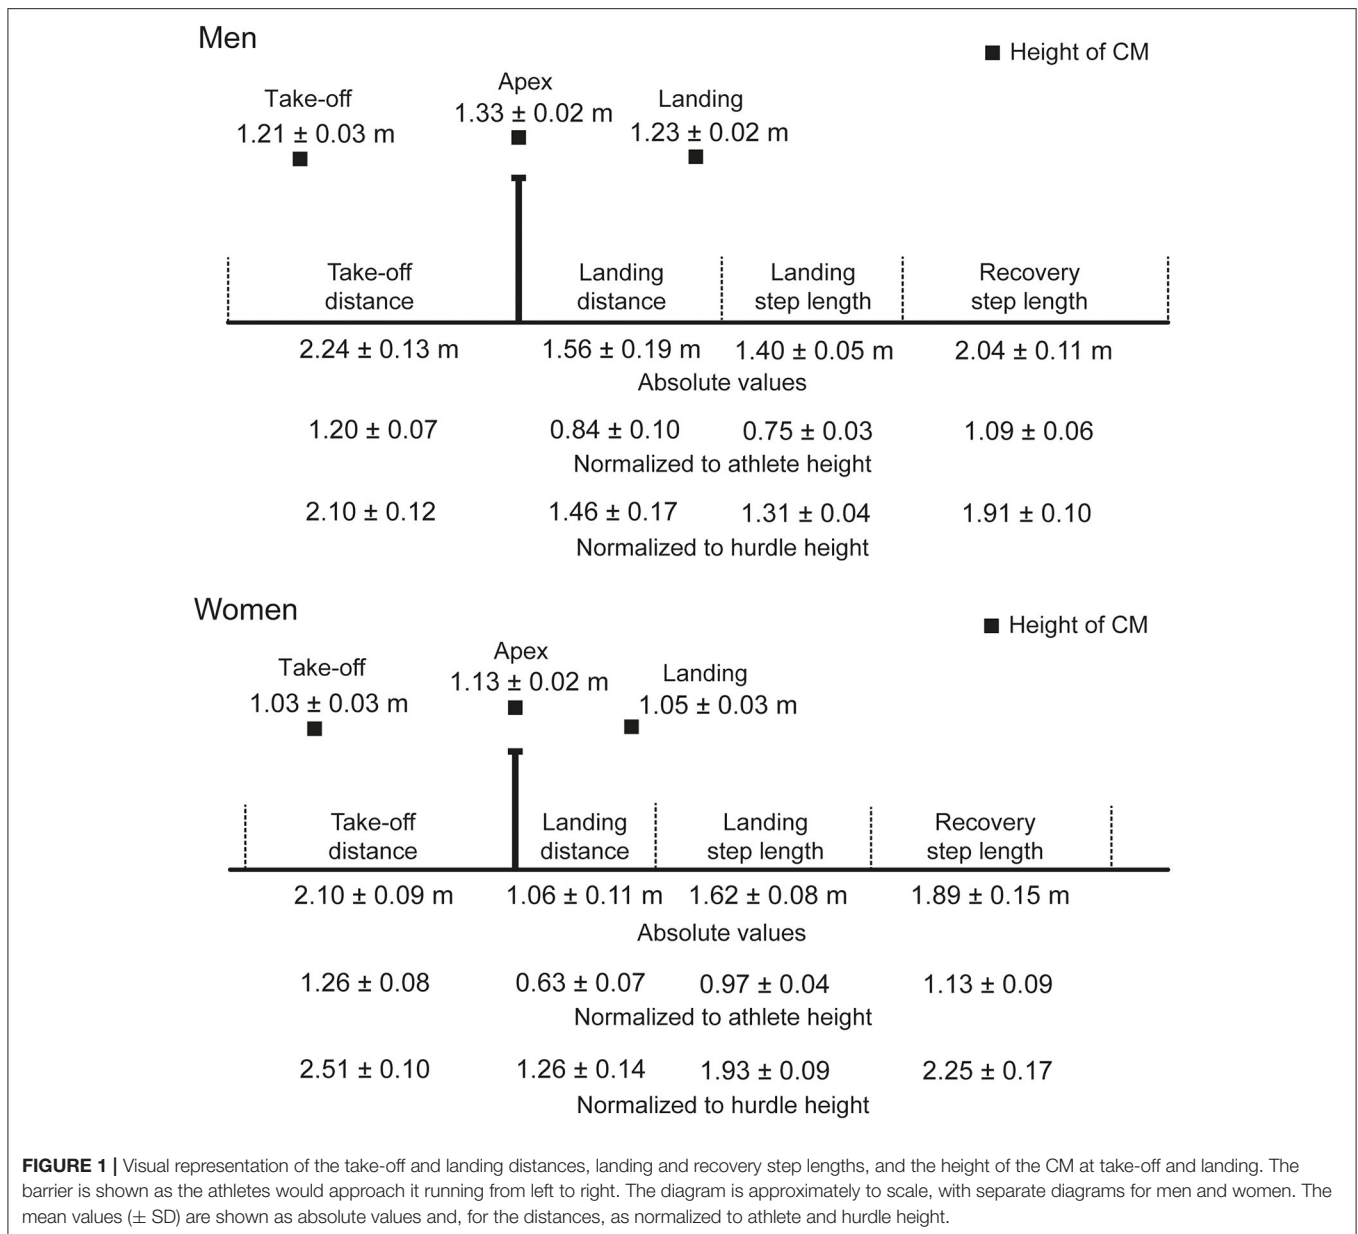 Men
■ Height of CM
Apex
Take-off
1.33 ± 0.02 m
Landing
1.21 ± 0.03 m
1.23 ± 0.02 m
Take-off
distance
Landing
distance
Landing
step length
Recovery
step length
2.24 ± 0.13 m
1.56 ± 0.19 m
1.40 ± 0.05 m
2.04 ± 0.11 m
Absolute values
1.20 ± 0.07
0.84 ± 0.10
0.75 ± 0.03
1.09 ± 0.06
Normalized to athlete height
2.10 ± 0.12
1.46 ± 0.17
1.31 ± 0.04
1.91 ± 0.10
Normalized to hurdle height
Women
■ Height of CM
Apex
Take-off
1.13 ± 0.02 m
Landing
1.03 ± 0.03 m
1.05 ± 0.03 m
Take-off
distance
Landing
distance
Landing
step length
Recovery
step length
2.10 ± 0.09 m
1.06 ± 0.11 m
1.62 ± 0.08 m
1.89 ± 0.15 m
Absolute values
1.26 ± 0.08
0.63 ± 0.07
0.97 ± 0.04
1.13 ± 0.09
Normalized to athlete height
2.51 ± 0.10
1.26 ± 0.14
1.93 ± 0.09
2.25 ± 0.17
Normalized to hurdle height
FIGURE 1 | Visual representation of the take-off and landing distances, landing and recovery step lengths, and the height of the CM at take-off and landing. The
barrier is shown as the athletes would approach it running from left to right. The diagram is approximately to scale, with separate diagrams for men and women. The
mean values (± SD) are shown as absolute values and, for the distances, as normalized to athlete and hurdle height.